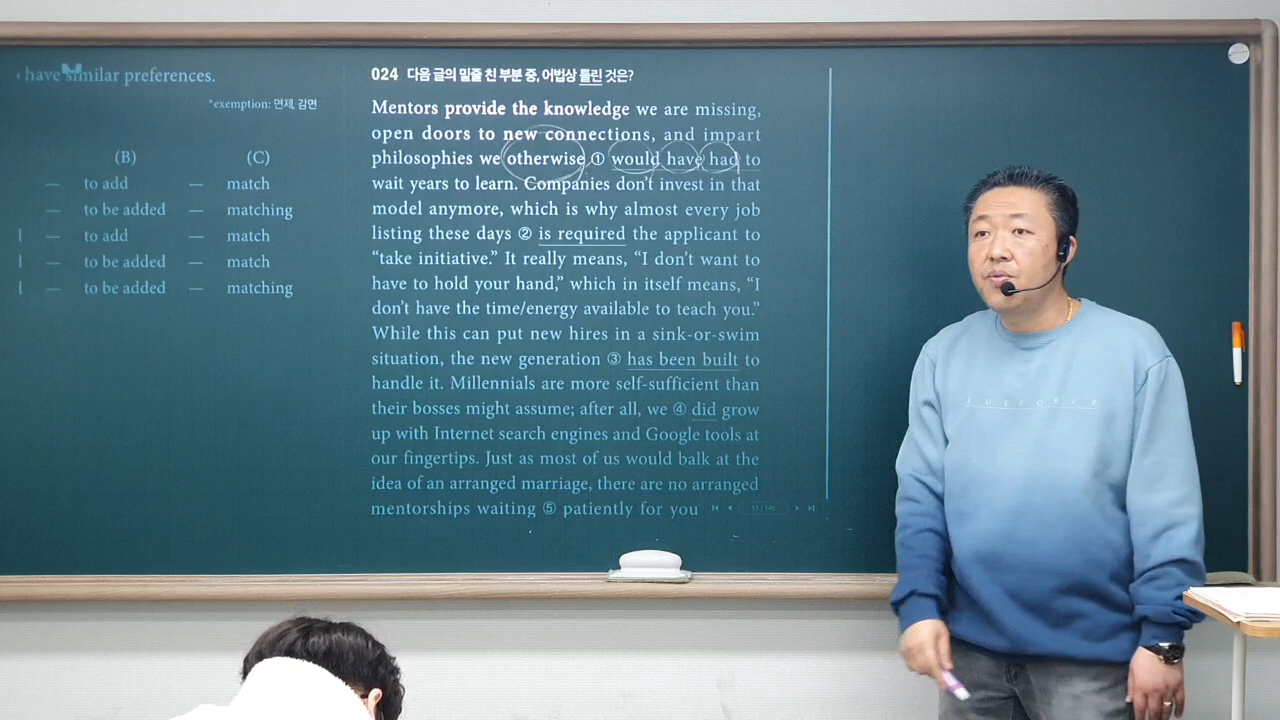 have similar preferences.
*exemption: 면제, 감면
(B) (C)
— to add — match
— to be added — matching
— to add — match
— to be added — match
— to be added — matching
024 다음 글의 밑줄 친 부분 중, 어법상 틀린 것은?
Mentors provide the knowledge we are missing,
open doors to new connections, and impart
philosophies we otherwise ① would have had to
wait years to learn. Companies don't invest in that
model anymore, which is why almost every job
listing these days ② is required the applicant to
“take initiative.” It really means, “I don't want to
have to hold your hand,” which in itself means, “I
don't have the time/energy available to teach you.”
While this can put new hires in a sink-or-swim
situation, the new generation ③ has been built to
handle it. Millennials are more self-sufficient than
their bosses might assume; after all, we ④ did grow
up with Internet search engines and Google tools at
our fingertips. Just as most of us would balk at the
idea of an arranged marriage, there are no arranged
mentorships waiting ⑤ patiently for you